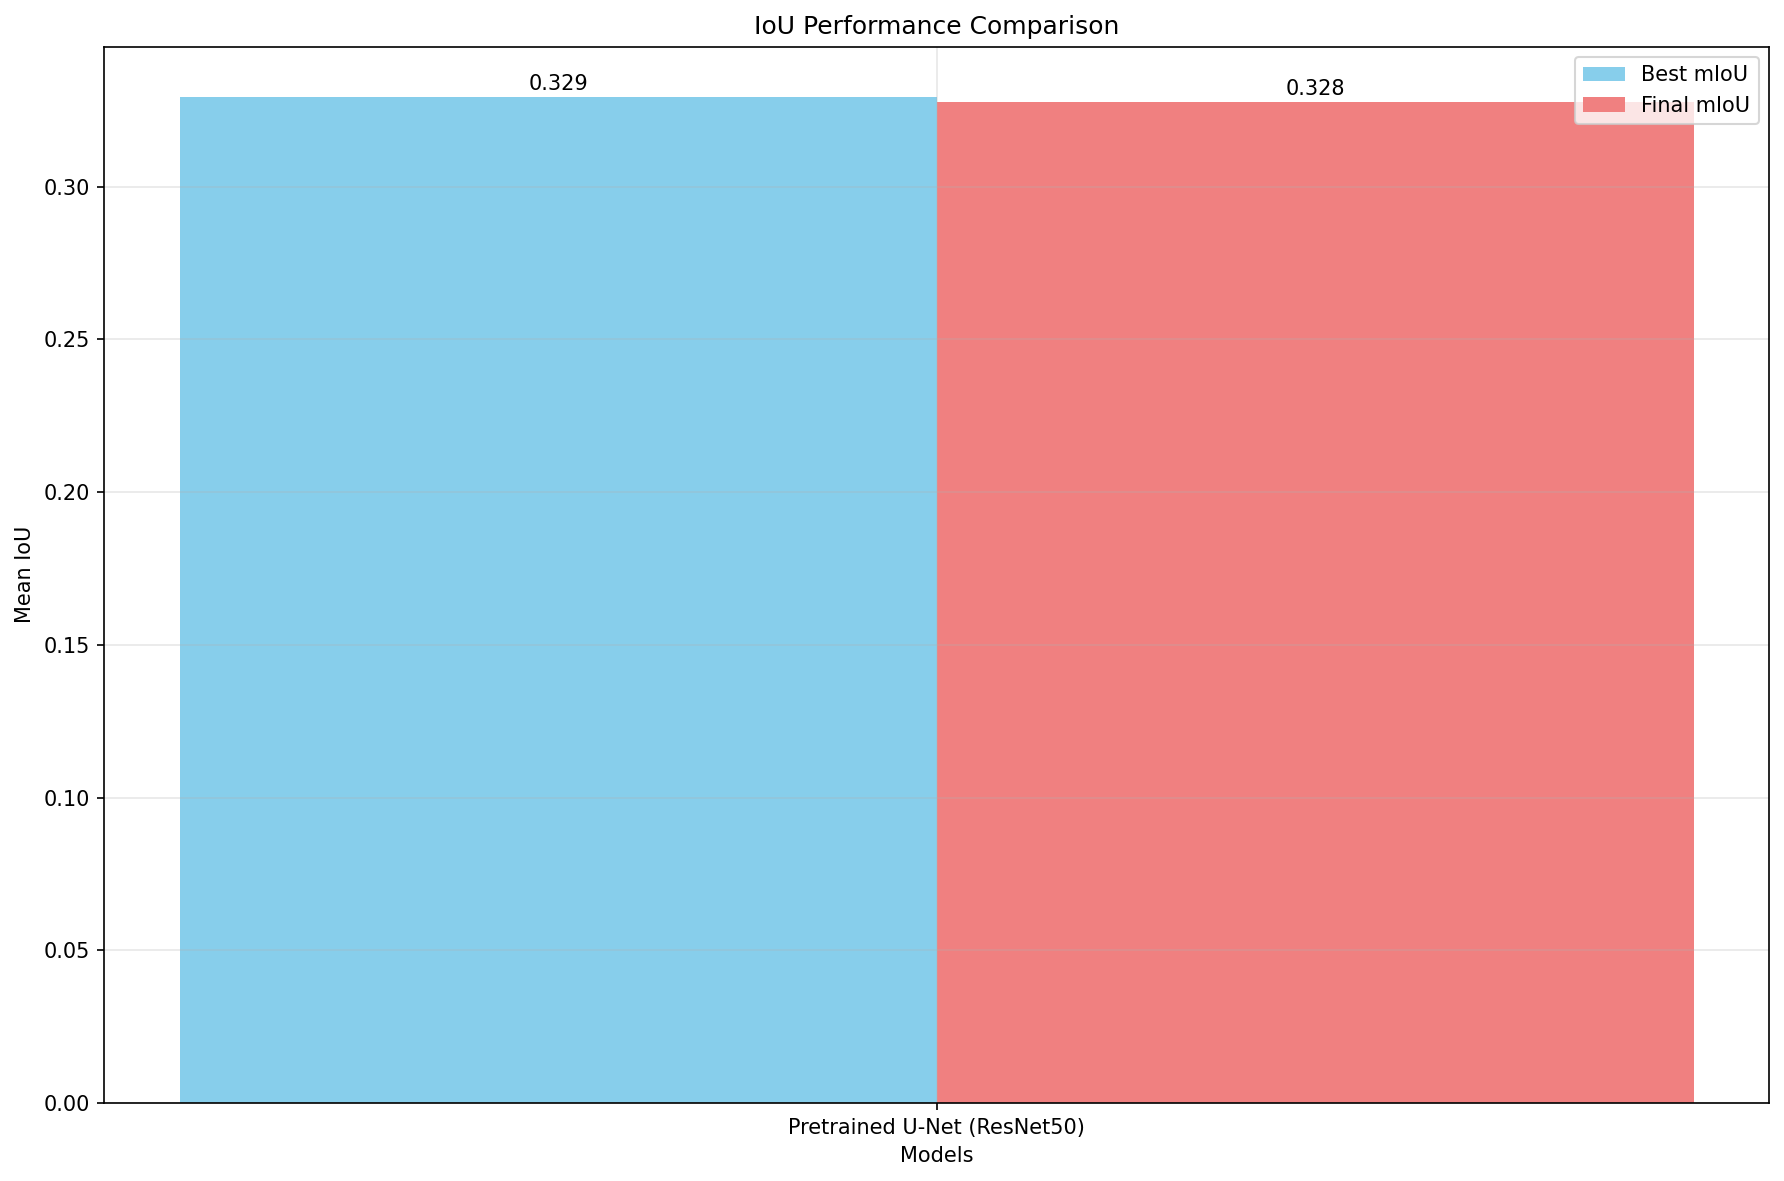 IoU Performance Comparison
0.329
0.328
Best mIoU
Final mIoU
0.30
0.25
0.20
0.15
0.10
0.05
0.00
Mean IoU
Pretrained U-Net (ResNet50)
Models